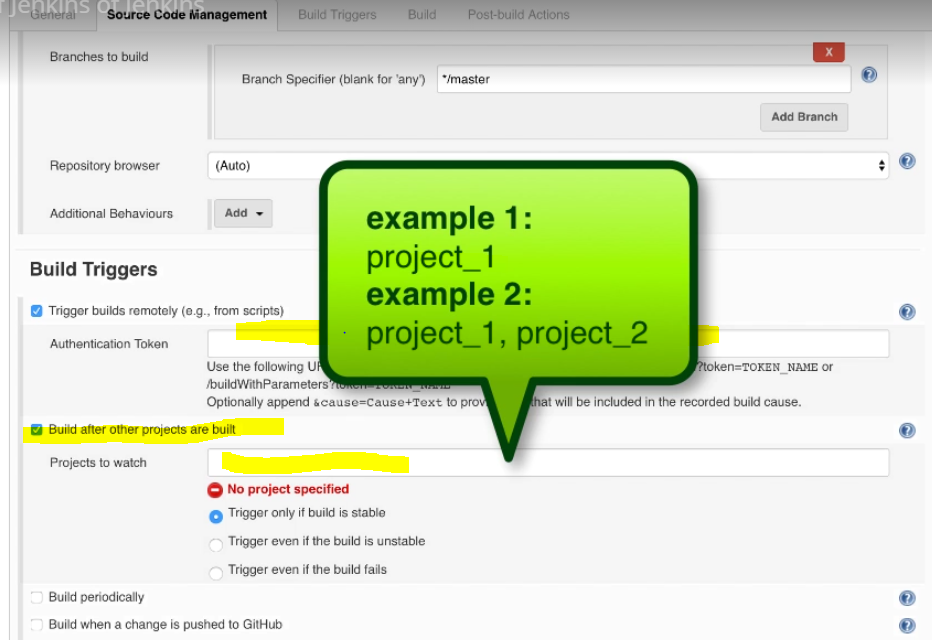 jenkins of jenkins
General Source Code Management Build Triggers Build Post-build Actions
Branches to build
X
Branch Specifier (blank for 'any') */master
Add Branch
Repository browser (Auto)
Additional Behaviours Add
example 1:
project_1
example 2:
project_1, project_2
Build Triggers
Trigger builds remotely (e.g., from scripts)
Authentication Token
Use the following ?token=TOKEN_NAME or
/buildWithParameters?token=TOKEN_NAME
Optionally append &cause=Cause+Text to that will be included in the recorded build cause.
Build after other projects are built
Projects to watch
No project specified
Trigger only if build is stable
Trigger even if the build is unstable
Trigger even if the build fails
Build periodically
Build when a change is pushed to GitHub